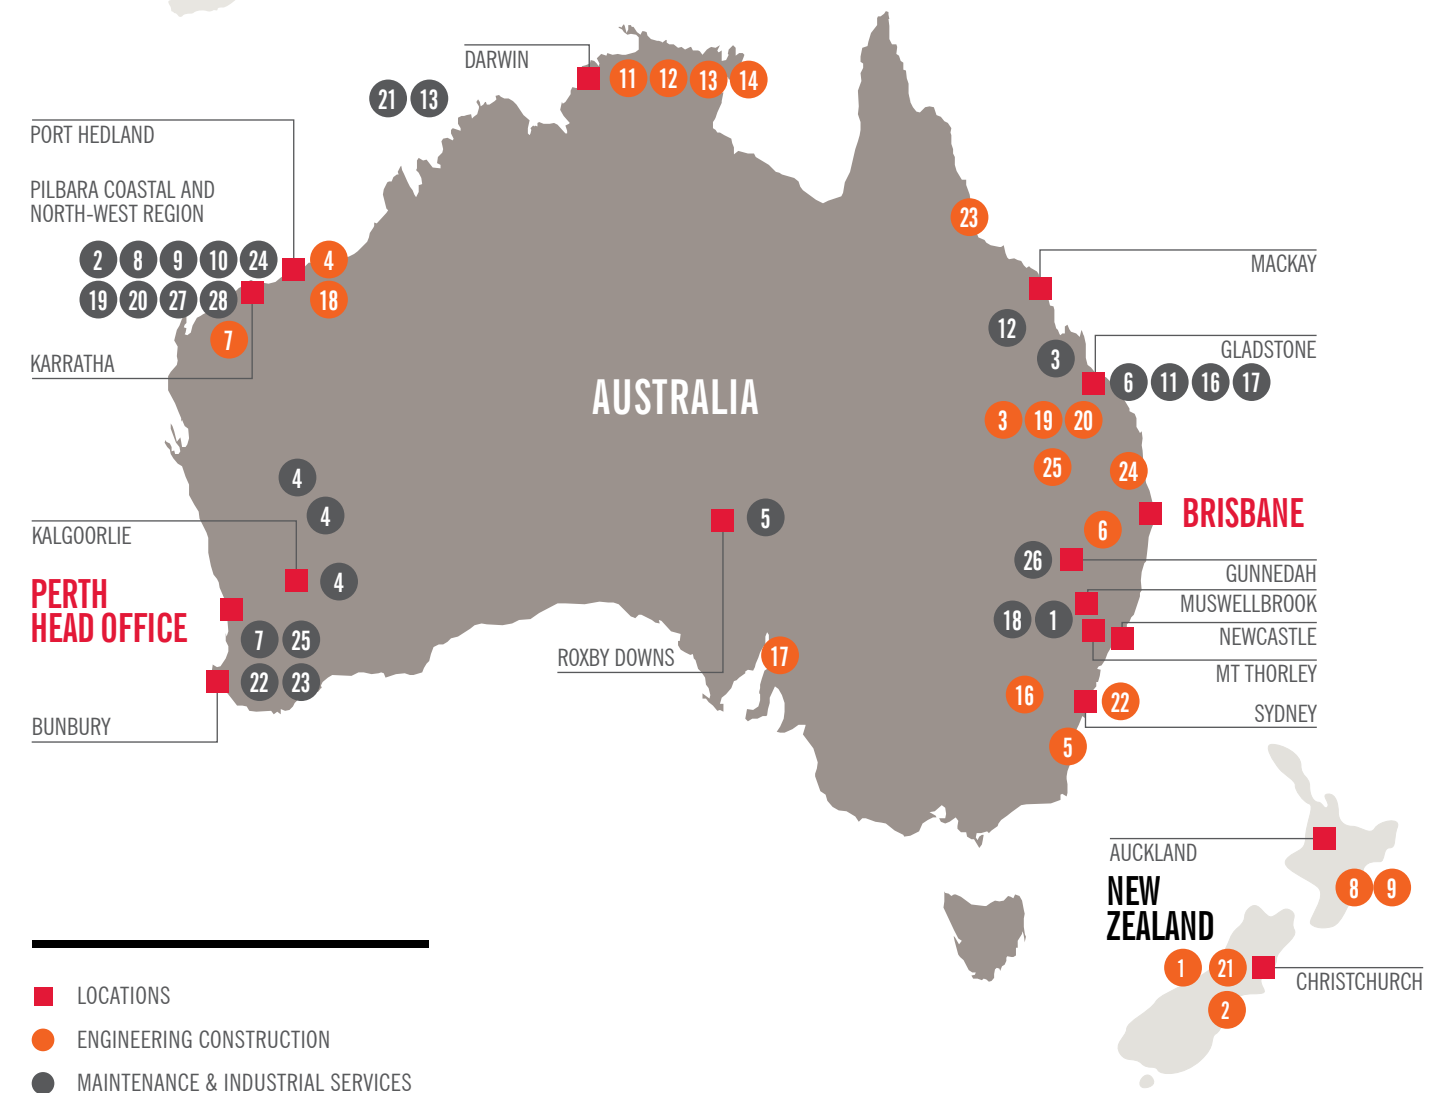 DARWIN
11 12 13 14
21 13
PORT HEDLAND
PILBARA COASTAL AND
NORTH-WEST REGION
2 8 9 10 24
4
19 20 27 28
18
7
KARRATHA
23
MACKAY
12
3
GLADSTONE
6 11 16 17
AUSTRALIA
3 19 20
25
24
4
4
KALGOORLIE
4
PERTH
HEAD OFFICE
7 25
22 23
BUNBURY
5
ROXBY DOWNS
17
BRISBANE
6
26
GUNNEDAH
MUSWELLBROOK
18 1
NEWCASTLE
MT THORLEY
16
22
SYDNEY
5
AUCKLAND
NEW
ZEALAND
8 9
1 21
CHRISTCHURCH
2
LOCATIONS
ENGINEERING CONSTRUCTION
MAINTENANCE & INDUSTRIAL SERVICES